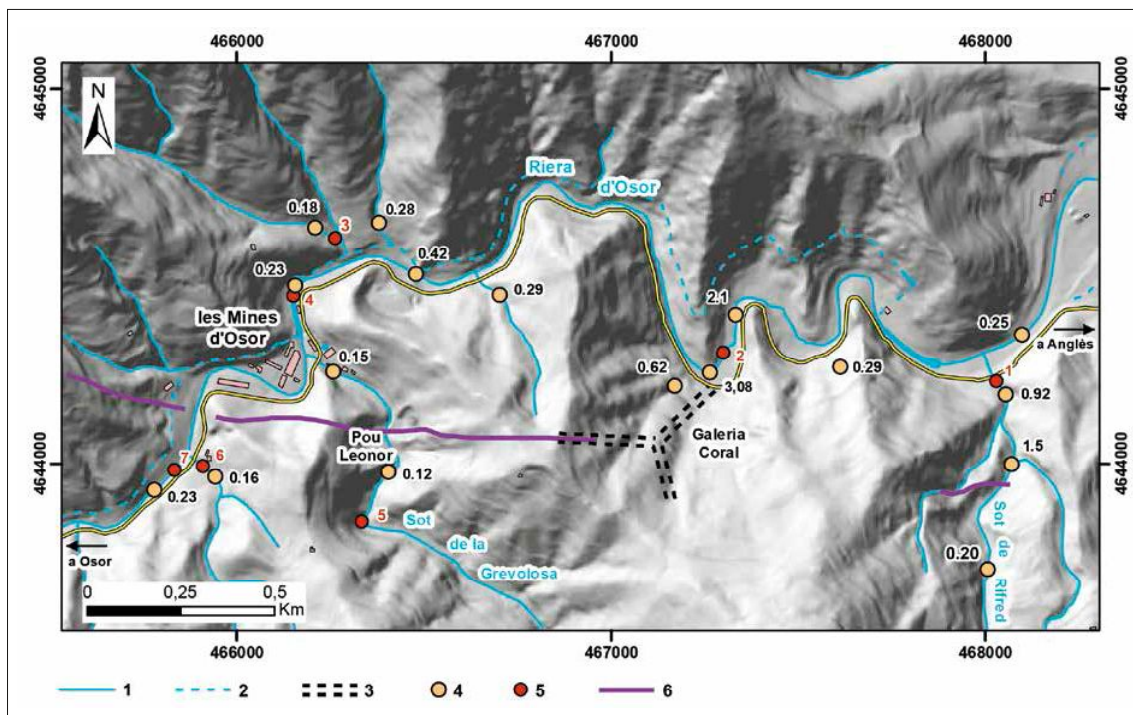 466000 467000 468000
4645000 4645000
N
Riera
d'Osor
0.18
3
0.28
0.42
0.23
4
0.29
les Mines
d'Osor
2.1
0.25
a Anglès
0.15
0.62
2
3,08
0.29
1
0.92
Galeria
Coral
Pou
Leonor
1.5
4644000 4644000
7
6
0.16
0.23
0.12
5
Sot
de la
Grevolosa
Sot de Rifred
0.20
a Osor
0 0,25 0,5
Km
466000 467000 468000
1 2 3 4 5 6